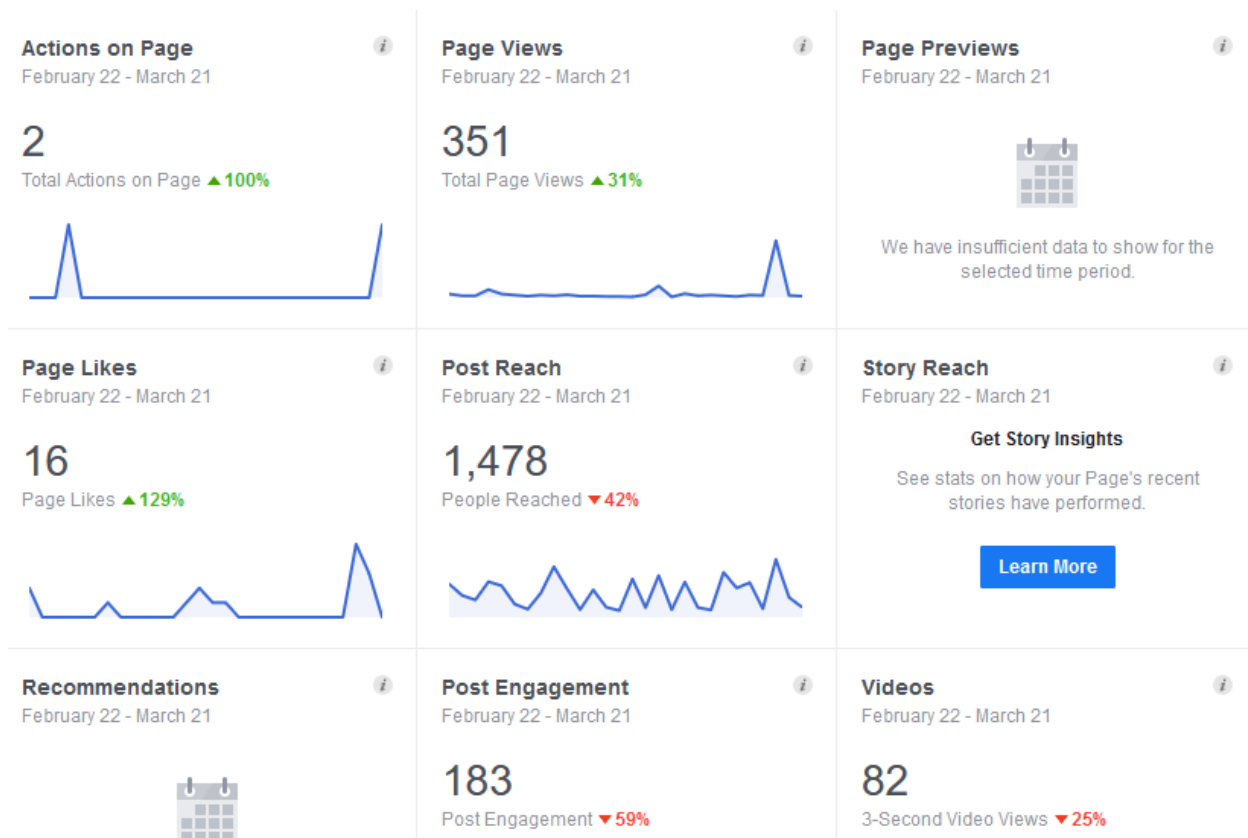 Actions on Page
February 22 - March 21
2
Total Actions on Page ▲ 100%
Page Views
February 22 - March 21
351
Total Page Views ▲ 31%
Page Previews
February 22 - March 21
We have insufficient data to show for the
selected time period.
Page Likes
February 22 - March 21
16
Page Likes ▲ 129%
Post Reach
February 22 - March 21
1,478
People Reached ▼ 42%
Story Reach
February 22 - March 21
Get Story Insights
See stats on how your Page's recent
stories have performed.
Learn More
Recommendations
February 22 - March 21
Post Engagement
February 22 - March 21
183
Post Engagement ▼ 59%
Videos
February 22 - March 21
82
3-Second Video Views ▼ 25%